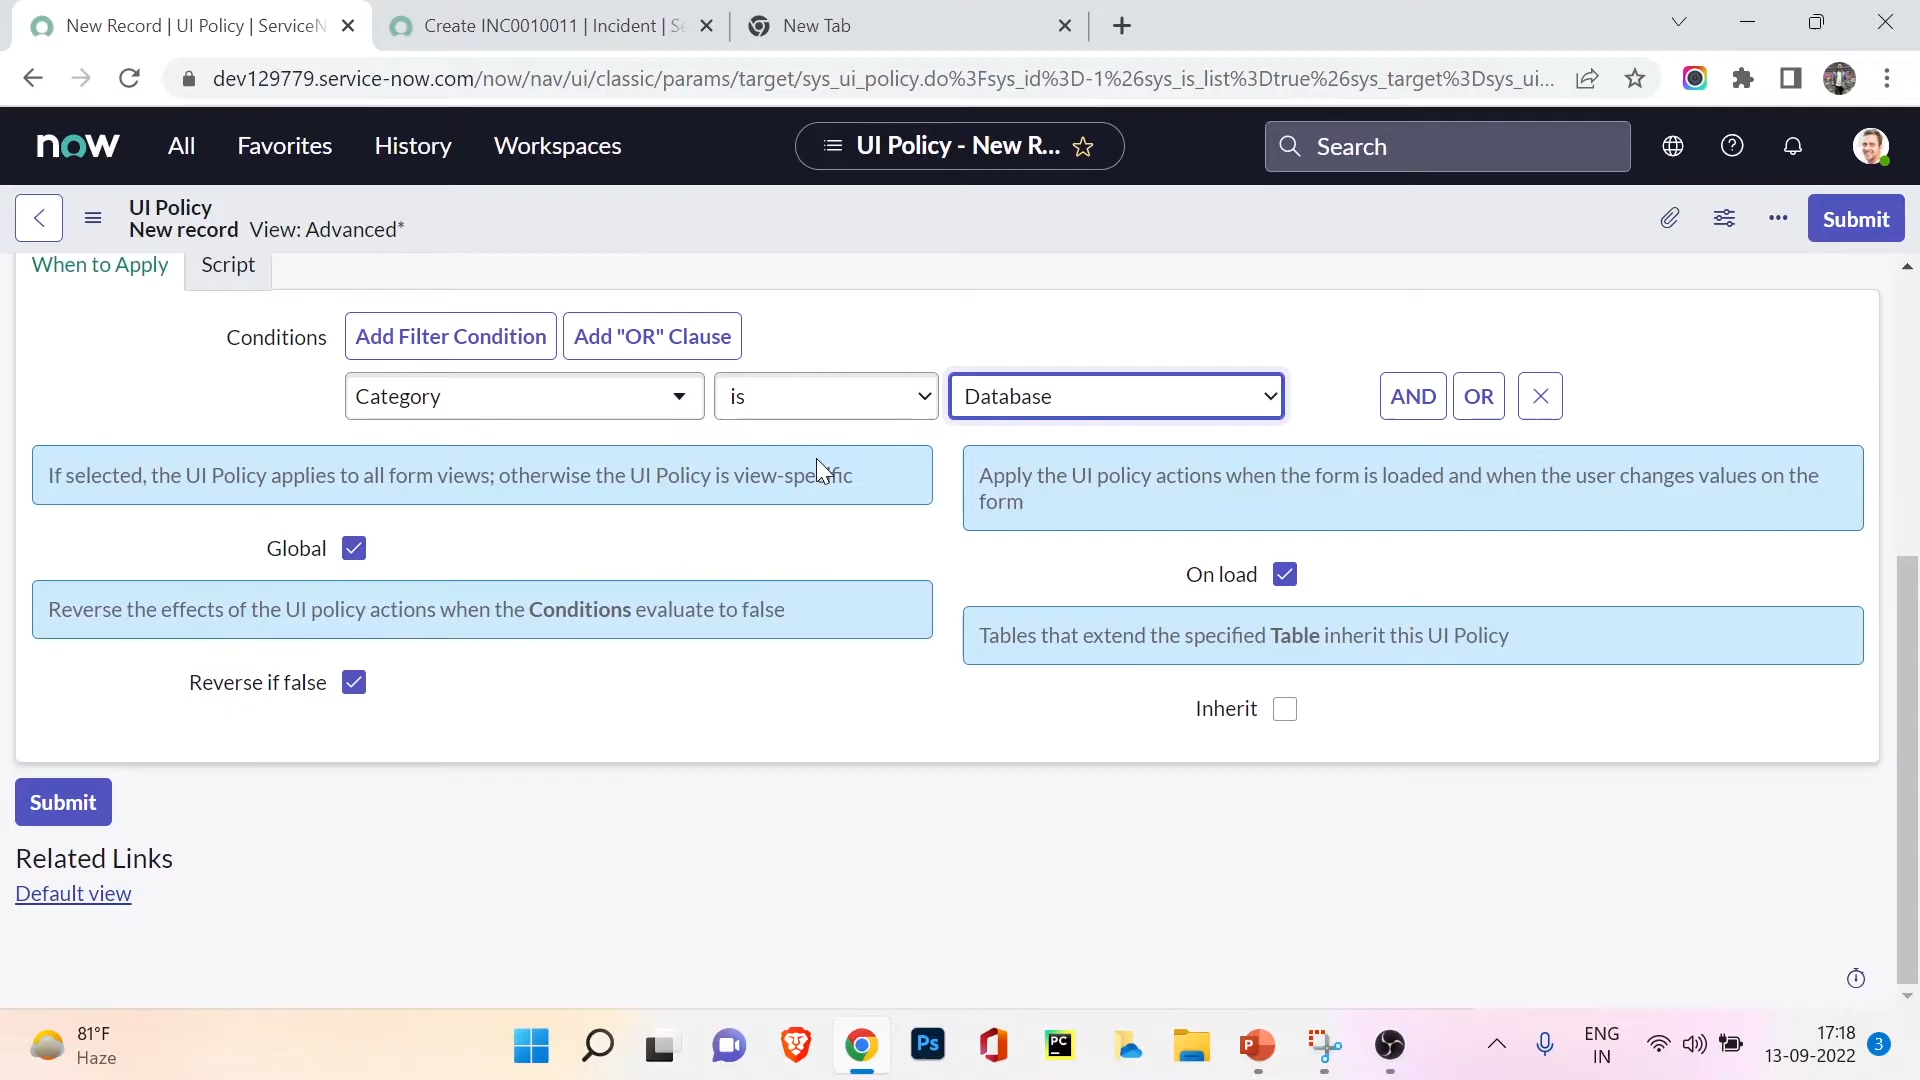 New Record | UI Policy | ServiceN
Create INC0010011 | Incident | Se
New Tab
dev129779.service-now.com/now/nav/ui/classic/params/target/sys_ui_policy.do%3Fsys_id%3D-1%26sys_is_list%3Dtrue%26sys_target%3Dsys_ui...
now
All
Favorites
History
Workspaces
UI Policy - New R...
Search
UI Policy
New record View: Advanced*
Submit
When to Apply
Script
Conditions
Add Filter Condition
Add "OR" Clause
Category
is
Database
AND
OR
If selected, the UI Policy applies to all form views; otherwise the UI Policy is view-specific
Apply the UI policy actions when the form is loaded and when the user changes values on the
form
Global
On load
Reverse the effects of the UI policy actions when the Conditions evaluate to false
Tables that extend the specified Table inherit this UI Policy
Reverse if false
Inherit
Submit
Related Links
Default view
81°F
Haze
Ps
PC
P
ENG
IN
17:18
13-09-2022
3